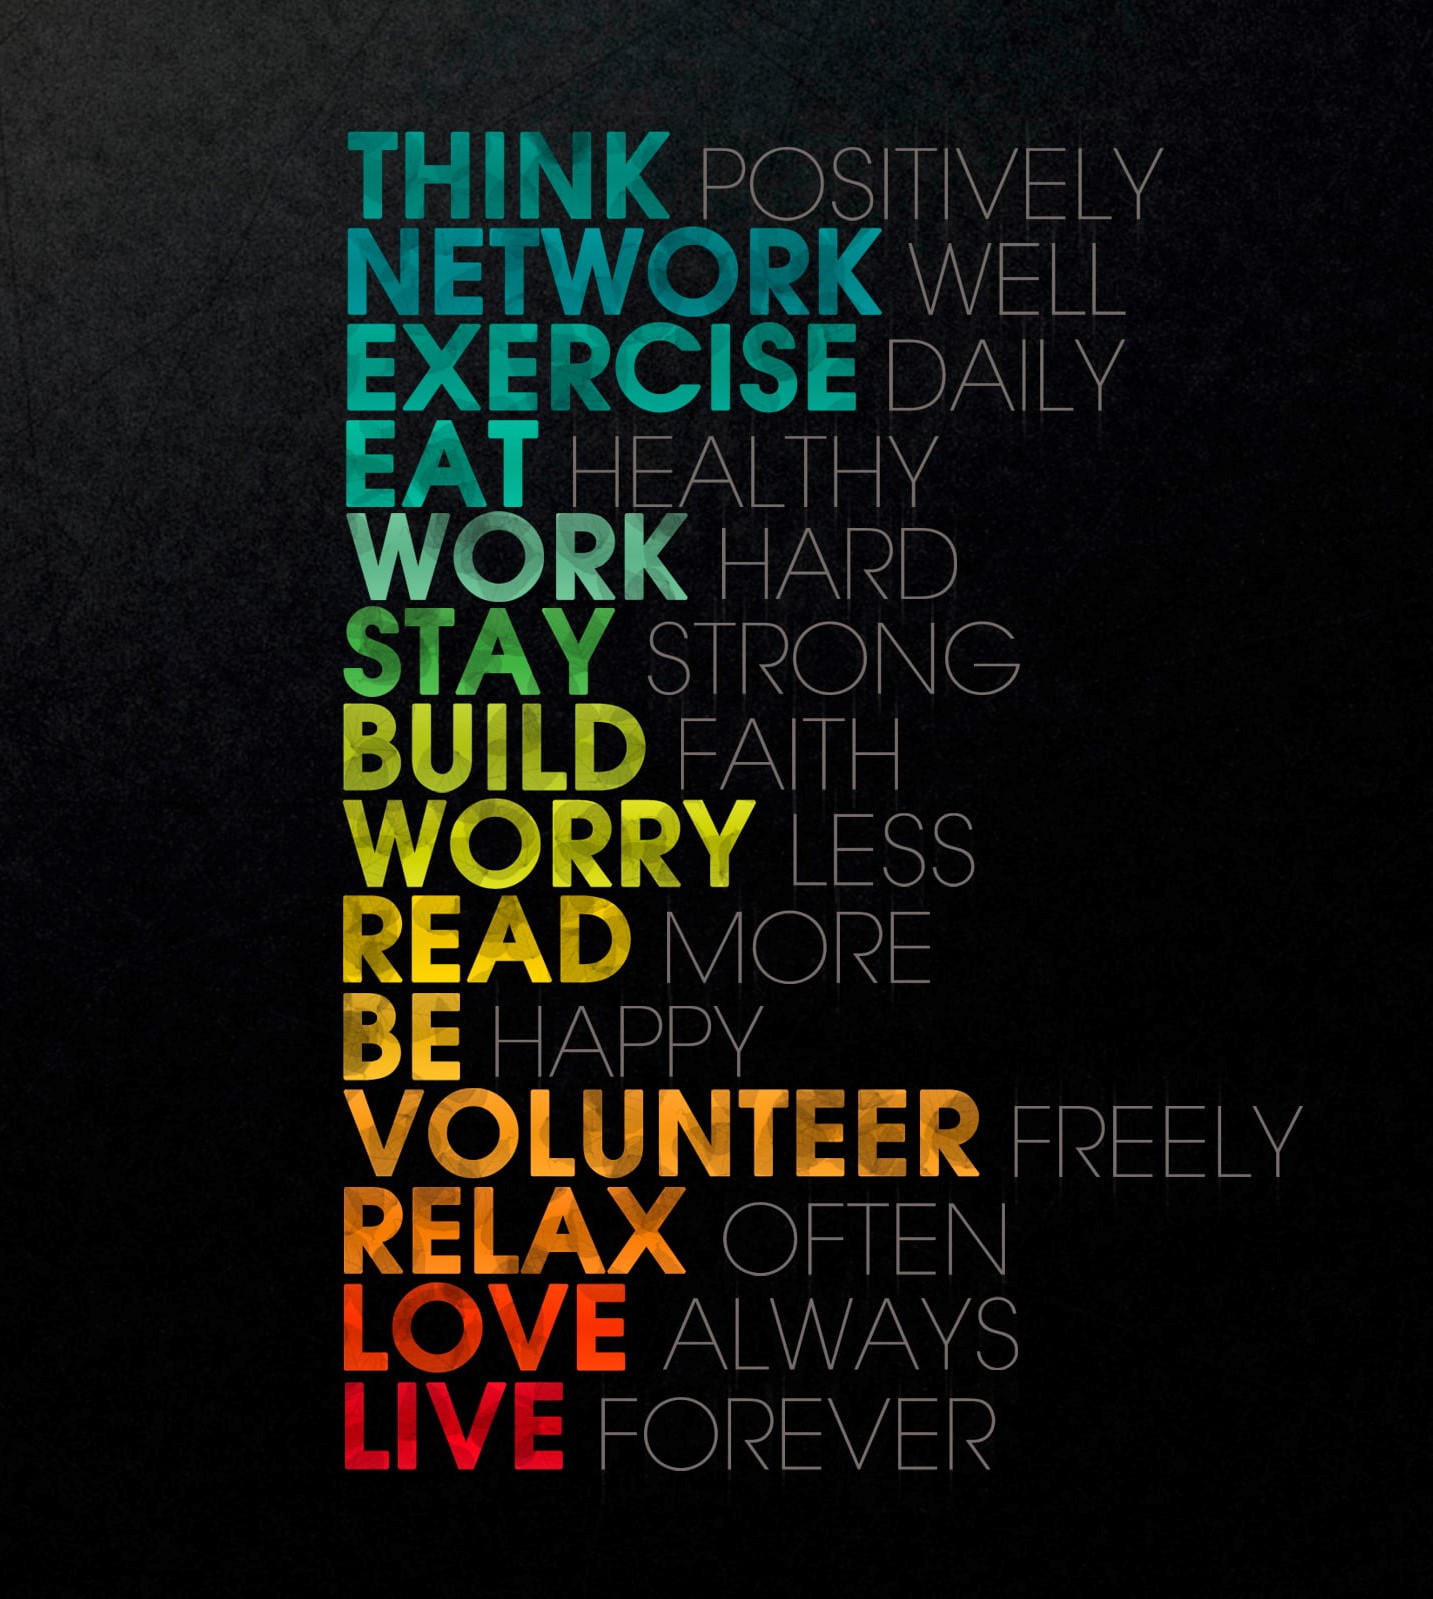 THINK POSITIVELY
NETWORK WELL
EXERCISE DAILY
EAT HEALTHY
WORK HARD
STAY STRONG
BUILD FAITH
WORRY LESS
READ MORE
BE HAPPY
VOLUNTEER FREELY
RELAX OFTEN
LOVE ALWAYS
LIVE FOREVER